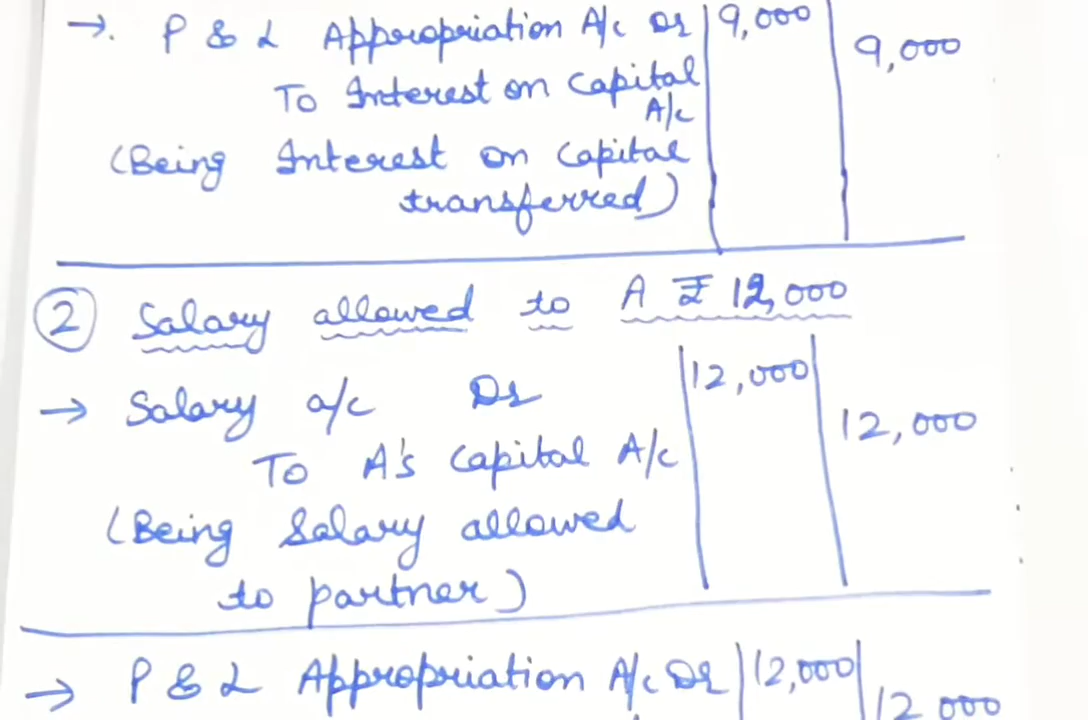 →. P & L Appropriation A/c Dr 9,000
9,000
To Interest on Capital
A/c
(Being Interest on Capital
transferred)
2 Salary allowed to A ₹ 12,000
→ Salary a/c Dr 12,000
12,000
To A's Capital A/c
(Being Salary allowed
to partner)
→ P & L Appropriation A/c Dr 12,000
12,000